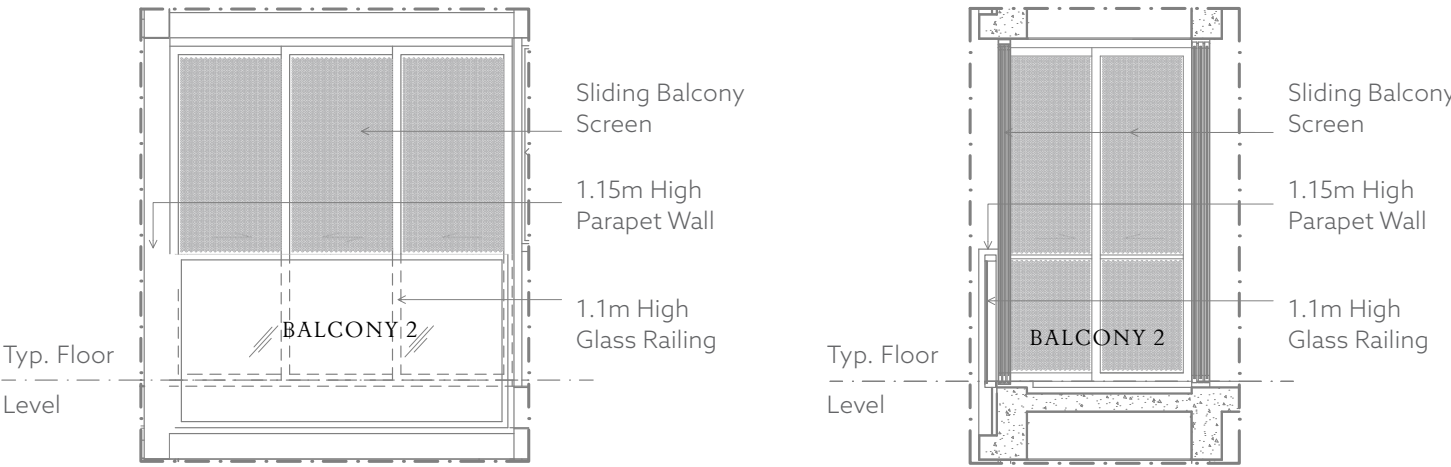 Sliding Balcony
Screen
1.15m High
Parapet Wall
1.1m High
Glass Railing
BALCONY 2
Typ. Floor
Level
Sliding Balcony
Screen
1.15m High
Parapet Wall
1.1m High
Glass Railing
BALCONY 2
Typ. Floor
Level